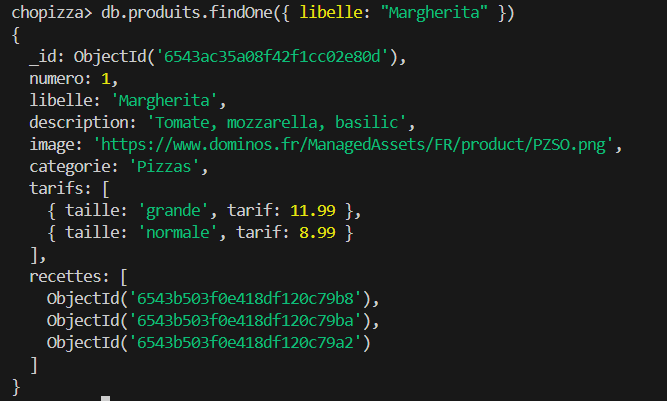 chopizza> db.produits.findOne({ libelle: "Margherita" })
{
  _id: ObjectId('6543ac35a08f42f1cc02e80d'),
  numero: 1,
  libelle: 'Margherita',
  description: 'Tomate, mozzarella, basilic',
  image: 'https://www.dominos.fr/ManagedAssets/FR/product/PZSO.png',
  categorie: 'Pizzas',
  tarifs: [
    { taille: 'grande', tarif: 11.99 },
    { taille: 'normale', tarif: 8.99 }
  ],
  recettes: [
    ObjectId('6543b503f0e418df120c79b8'),
    ObjectId('6543b503f0e418df120c79ba'),
    ObjectId('6543b503f0e418df120c79a2')
  ]
}